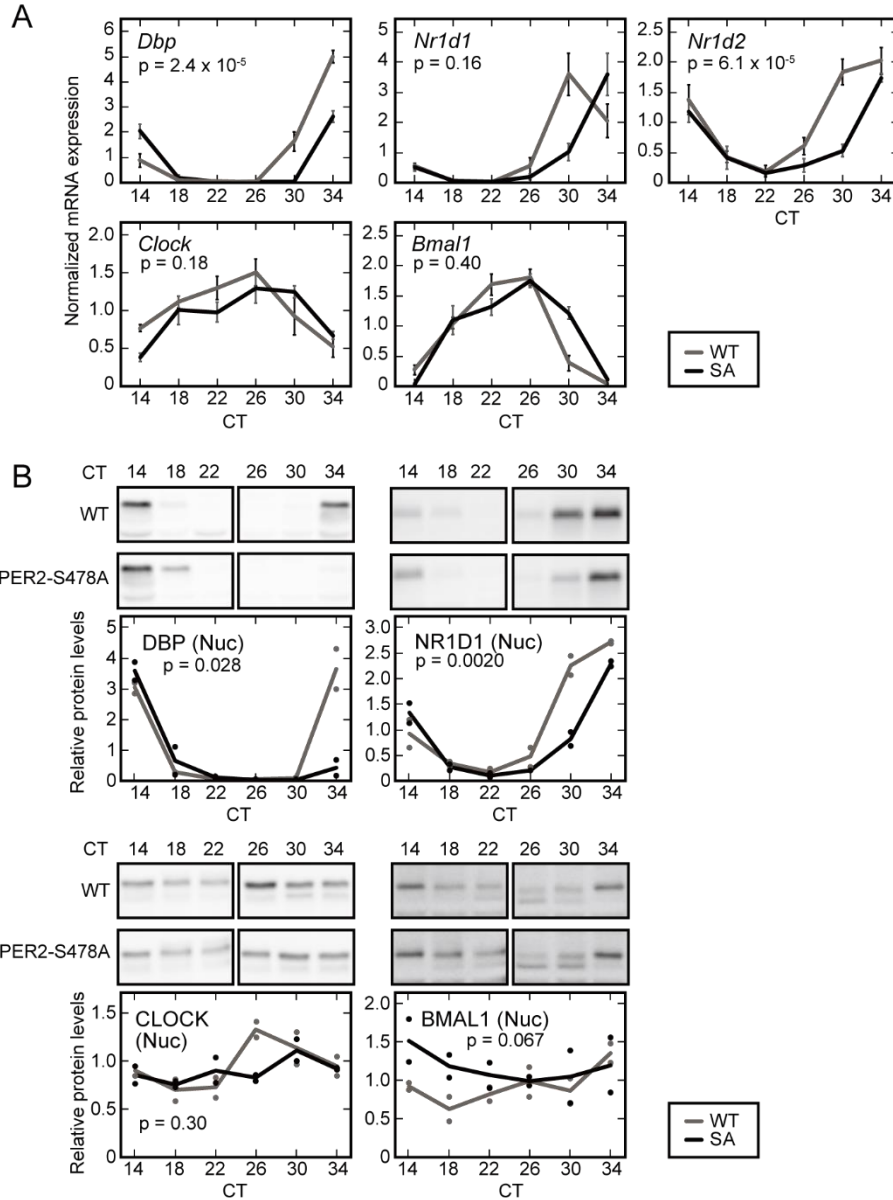 A
Normalized mRNA expression
Dbp
p = 2.4 x 10-5
6
5
4
3
2
1
0
14 18 22 26 30 34
Nr1d1
p = 0.16
5
4
3
2
1
0
14 18 22 26 30 34
Nr1d2
p = 6.1 x 10-5
2.5
2.0
1.5
1.0
0.5
0
14 18 22 26 30 34
CT
Clock
p = 0.18
2.0
1.5
1.0
0.5
0
14 18 22 26 30 34
CT
Bmal1
p = 0.40
2.5
2.0
1.5
1.0
0.5
0
14 18 22 26 30 34
CT
WT
SA
B
CT 14 18 22 26 30 34
14 18 22 26 30 34
WT
PER2-S478A
Relative protein levels
DBP (Nuc)
p = 0.028
5
4
3
2
1
0
14 18 22 26 30 34
CT
NR1D1 (Nuc)
p = 0.0020
3.0
2.5
2.0
1.5
1.0
0.5
0
14 18 22 26 30 34
CT
CT 14 18 22 26 30 34
14 18 22 26 30 34
WT
PER2-S478A
Relative protein levels
CLOCK
(Nuc)
p = 0.30
1.5
1.0
0.5
0
14 18 22 26 30 34
CT
BMAL1 (Nuc)
p = 0.067
2.0
1.5
1.0
0.5
0
14 18 22 26 30 34
CT
WT
SA